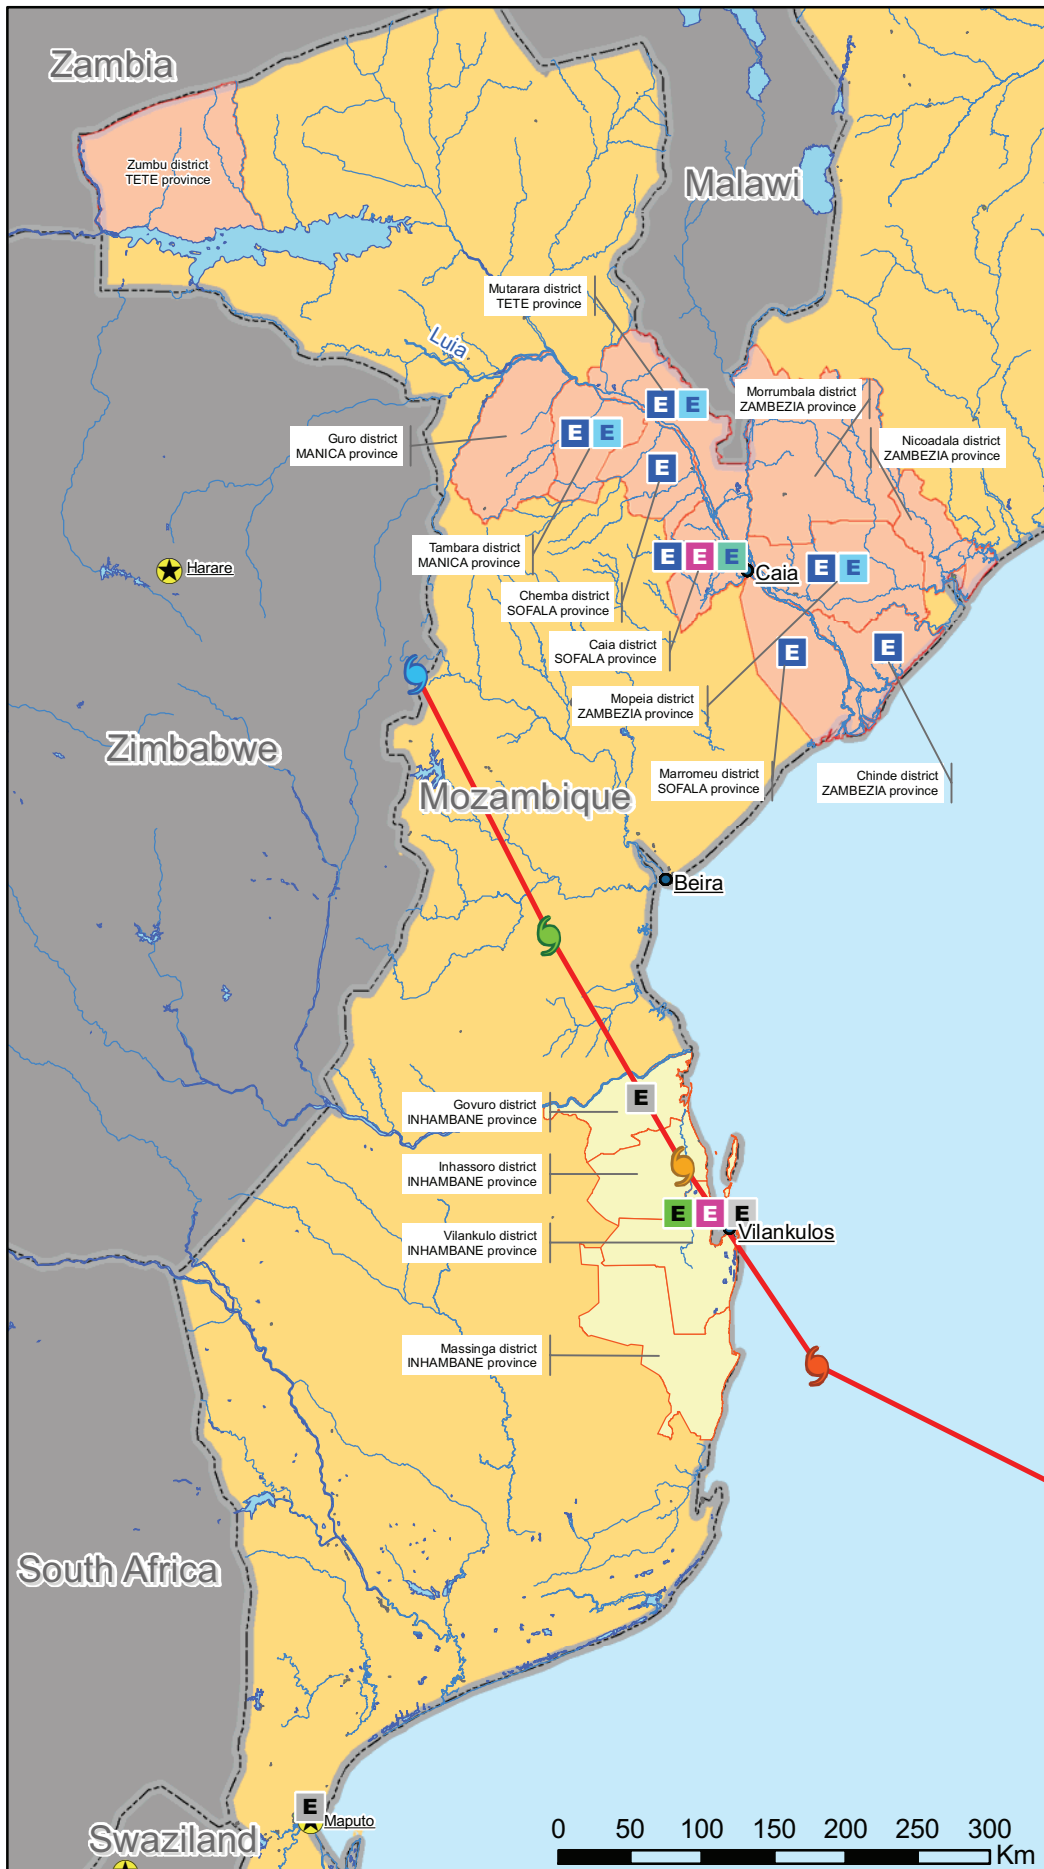 Zambia
Zumbu district
TETE province
Malawi
Mutarara district
TETE province
Luia
E E
Morrumbala district
ZAMBEZIA province
Guro district
MANICA province
E E
Nicoadala district
ZAMBEZIA province
E
Tambara district
MANICA province
E E E
Caia
E E
Harare
Chemba district
SOFALA province
Caia district
SOFALA province
E
E
Mopeia district
ZAMBEZIA province
Zimbabwe
Marromeu district
SOFALA province
Chinde district
ZAMBEZIA province
Mozambique
Beira
Govuro district
INHAMBANE province
E
Inhassoro district
INHAMBANE province
E E E
Vilankulo district
INHAMBANE province
Vilankulos
Massinga district
INHAMBANE province
South Africa
E
Maputo
Swaziland
0 50 100 150 200 250 300
Km